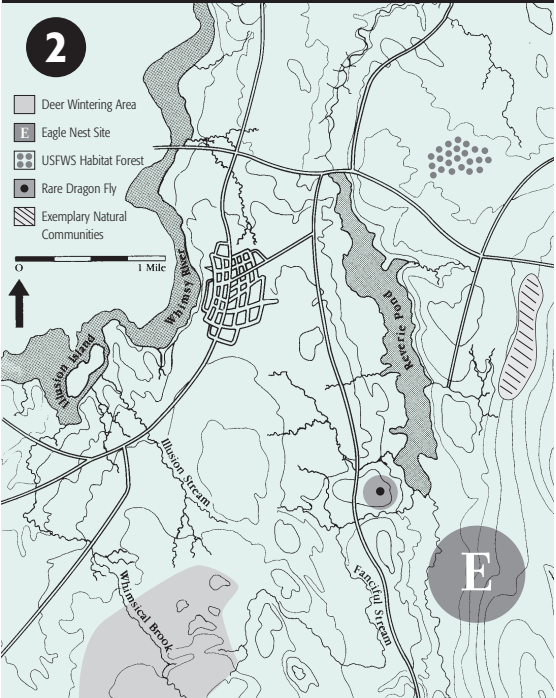 2
Deer Wintering Area
E
Eagle Nest Site
USFWS Habitat Forest
Rare Dragon Fly
Exemplary Natural
Communities
O
1 Mile
Whimsy River
Illusion Island
Reverie Pond
Illusion Stream
Whimsical Brook
Fanciful Stream
E